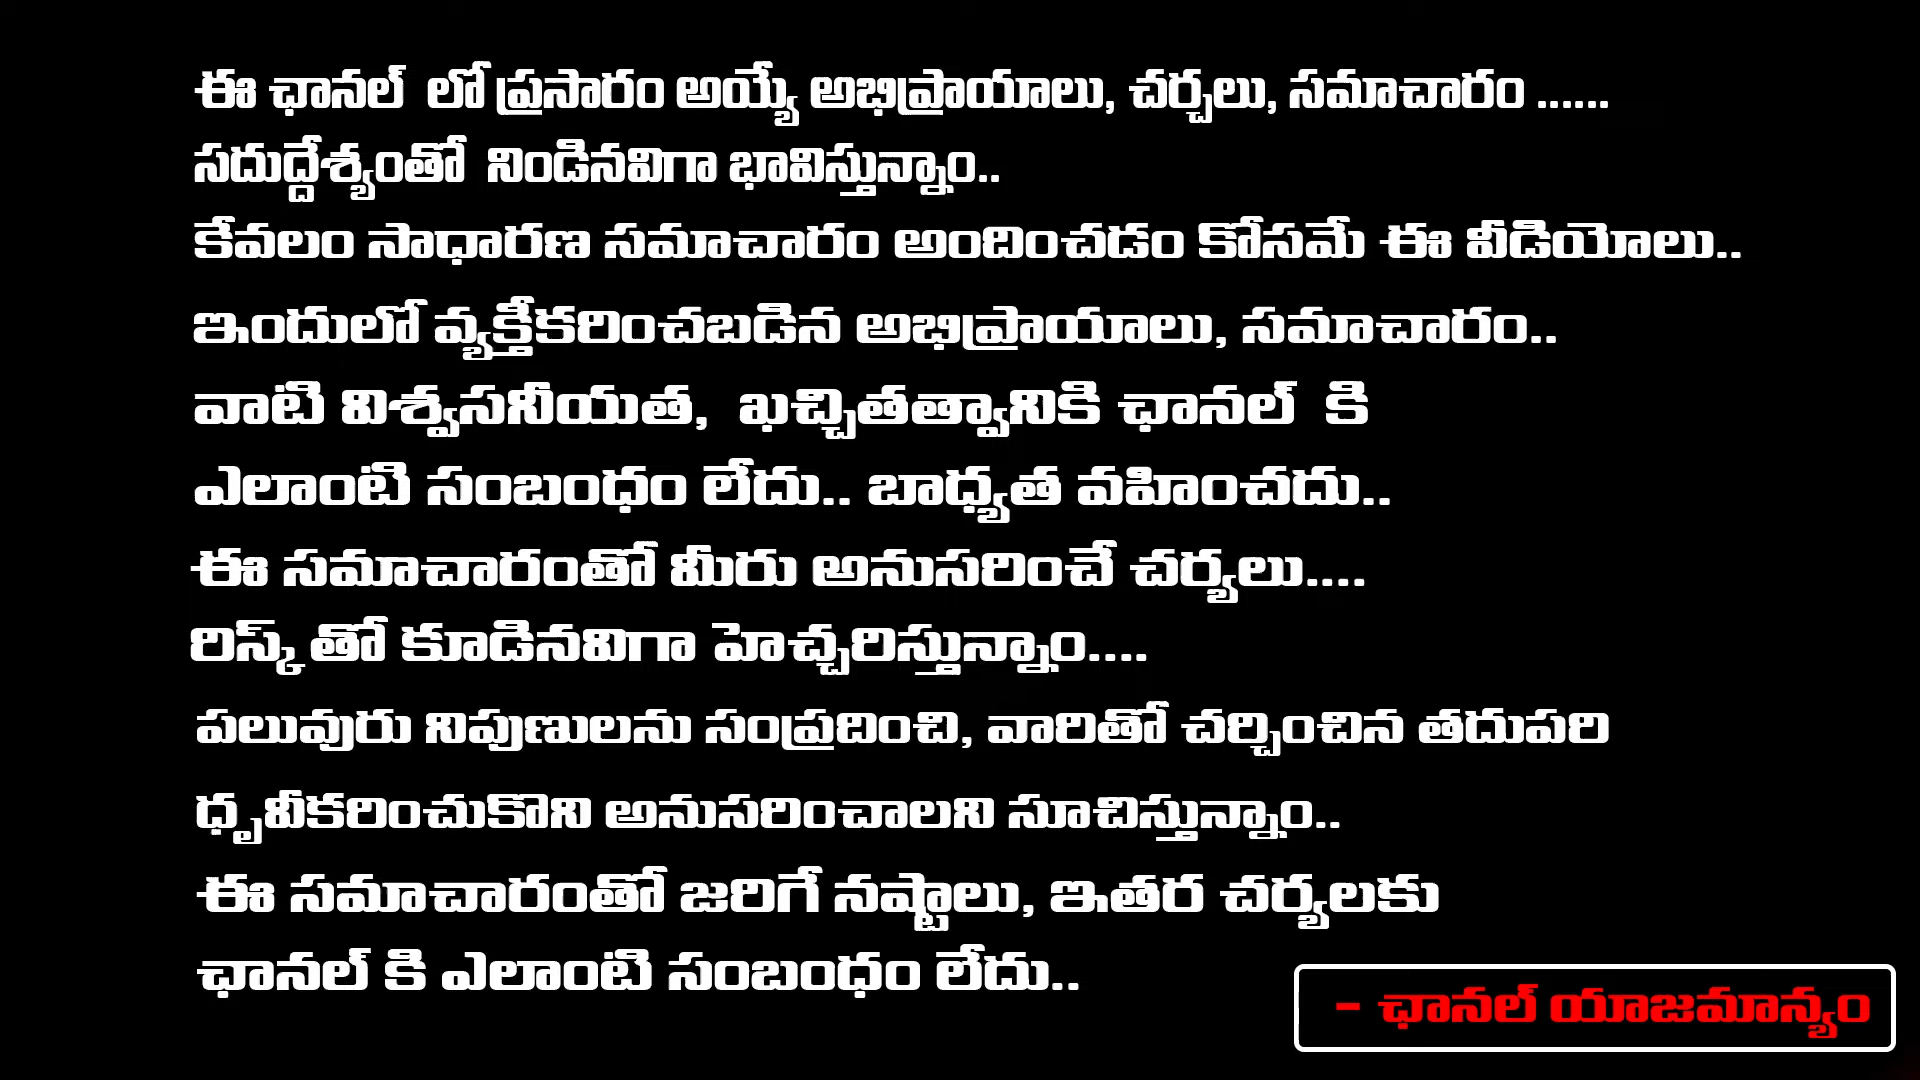 ఈ ఛానల్ లో ప్రసారం అయ్యే అభిప్రాయాలు, చర్చలు, సమాచారం ......
సదుద్దేశ్యంతో నిండినవిగా భావిస్తున్నాం..
కేవలం సాధారణ సమాచారం అందించడం కోసమే ఈ వీడియోలు..
ఇందులో వ్యక్తీకరించబడిన అభిప్రాయాలు, సమాచారం..
వాటి విశ్వసనీయత, ఖచ్చితత్వానికి ఛానల్ కి
ఎలాంటి సంబంధం లేదు.. బాధ్యత వహించదు..
ఈ సమాచారంతో మీరు అనుసరించే చర్యలు....
రిస్క్ తో కూడినవిగా హెచ్చరిస్తున్నాం....
పలువురు నిపుణులను సంప్రదించి, వారితో చర్చించిన తదుపరి
ధృవీకరించుకొని అనుసరించాలని సూచిస్తున్నాం..
ఈ సమాచారంతో జరిగే నష్టాలు, ఇతర చర్యలకు
ఛానల్ కి ఎలాంటి సంబంధం లేదు..
- ఛానల్ యాజమాన్యం